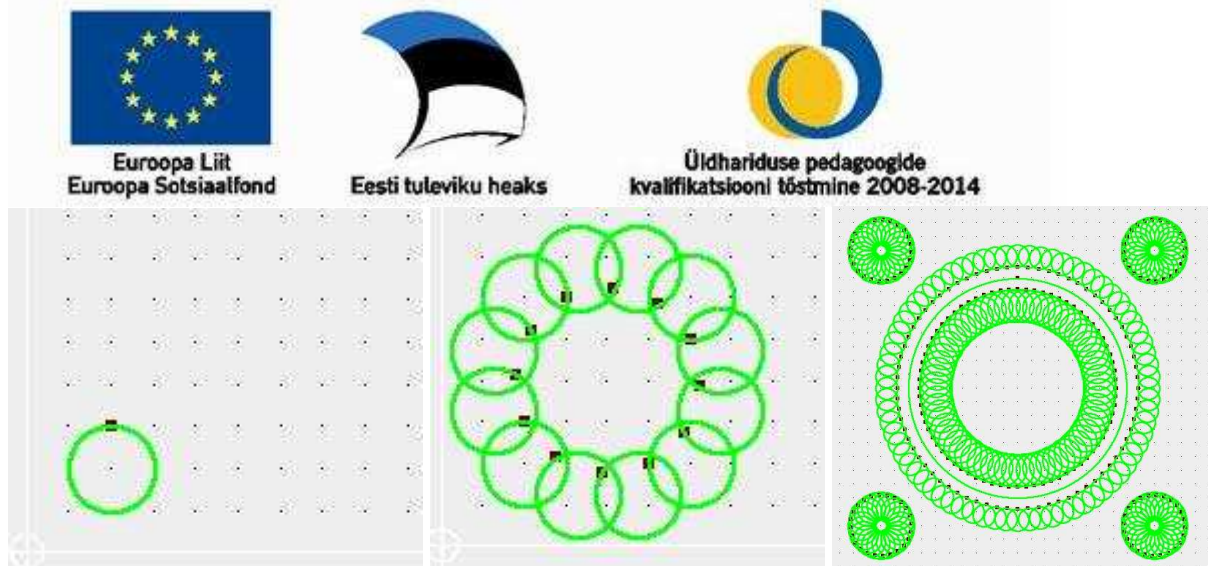 Euroopa Liit
Euroopa Sotsiaalfond
Eesti tuleviku heaks
Üldhariduse pedagoogide
kvalifikatsiooni tõstmine 2008-2014